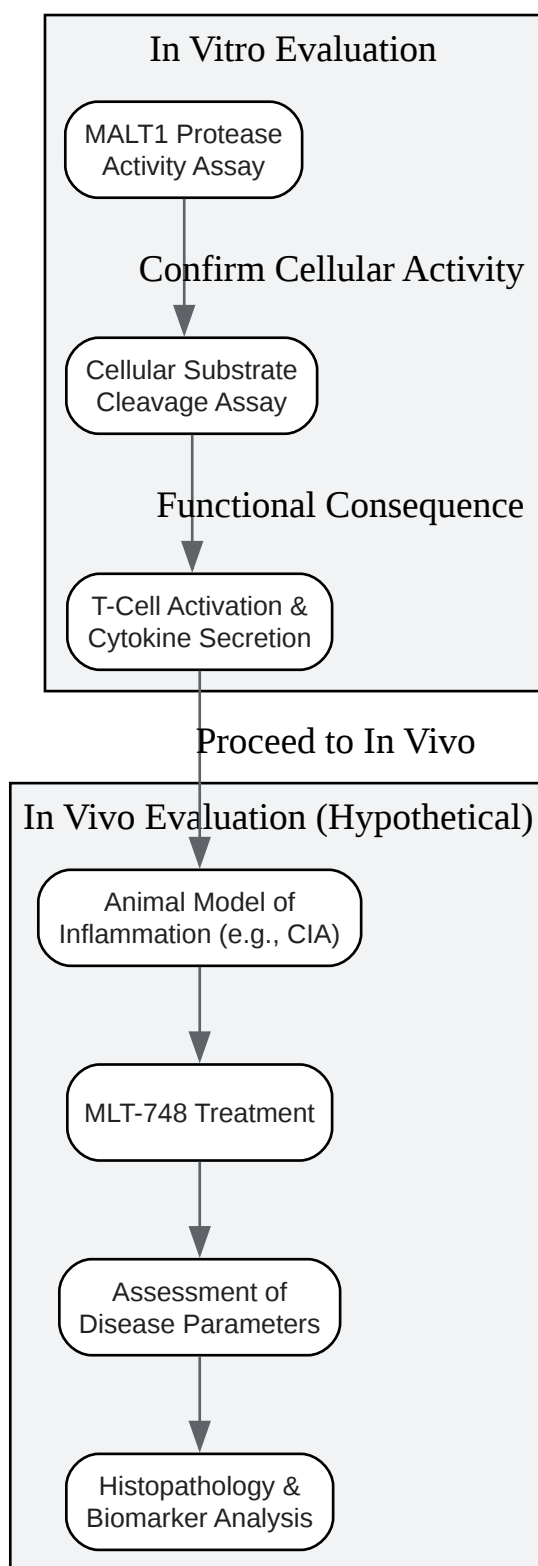 In Vitro Evaluation
MALT1 Protease
Activity Assay
Confirm Cellular Activity
Cellular Substrate
Cleavage Assay
Functional Consequence
T-Cell Activation &
Cytokine Secretion
Proceed to In Vivo
In Vivo Evaluation (Hypothetical)
Animal Model of
Inflammation (e.g., CIA)
MLT-748 Treatment
Assessment of
Disease Parameters
Histopathology &
Biomarker Analysis